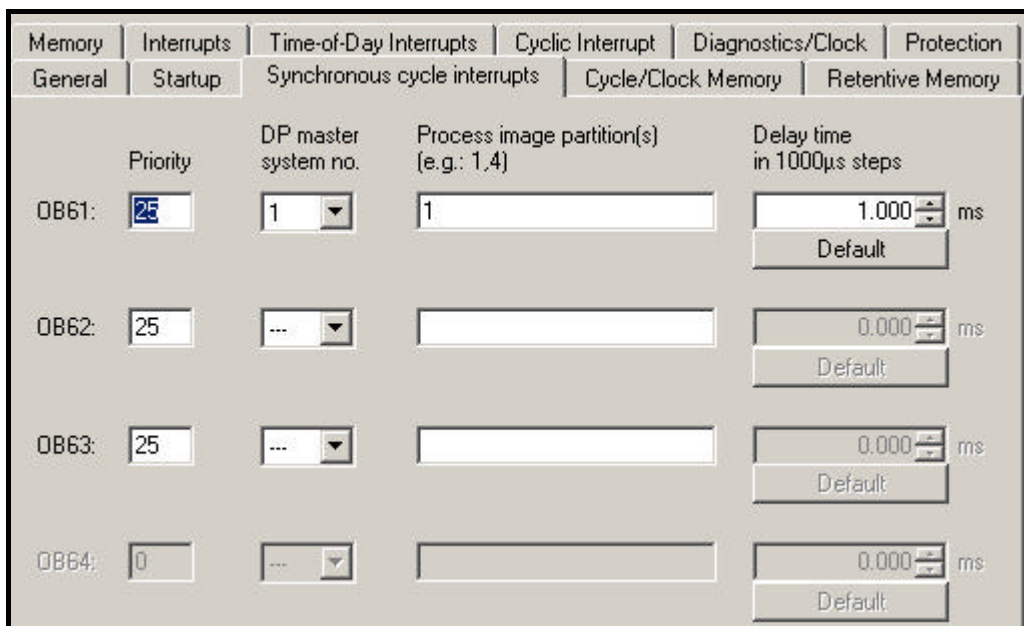 Memory Interrupts Time-of-Day Interrupts Cyclic Interrupt Diagnostics/Clock Protection
General Startup Synchronous cycle interrupts Cycle/Clock Memory Retentive Memory
DP master Process image partition(s) Delay time
Priority system no. (e.g.: 1,4) in 1000µs steps
OB61: 25 1 1 1.000 ms
Default
OB62: 25 --- 0.000 ms
Default
OB63: 25 --- 0.000 ms
Default
OB64: 0 --- 0.000 ms
Default